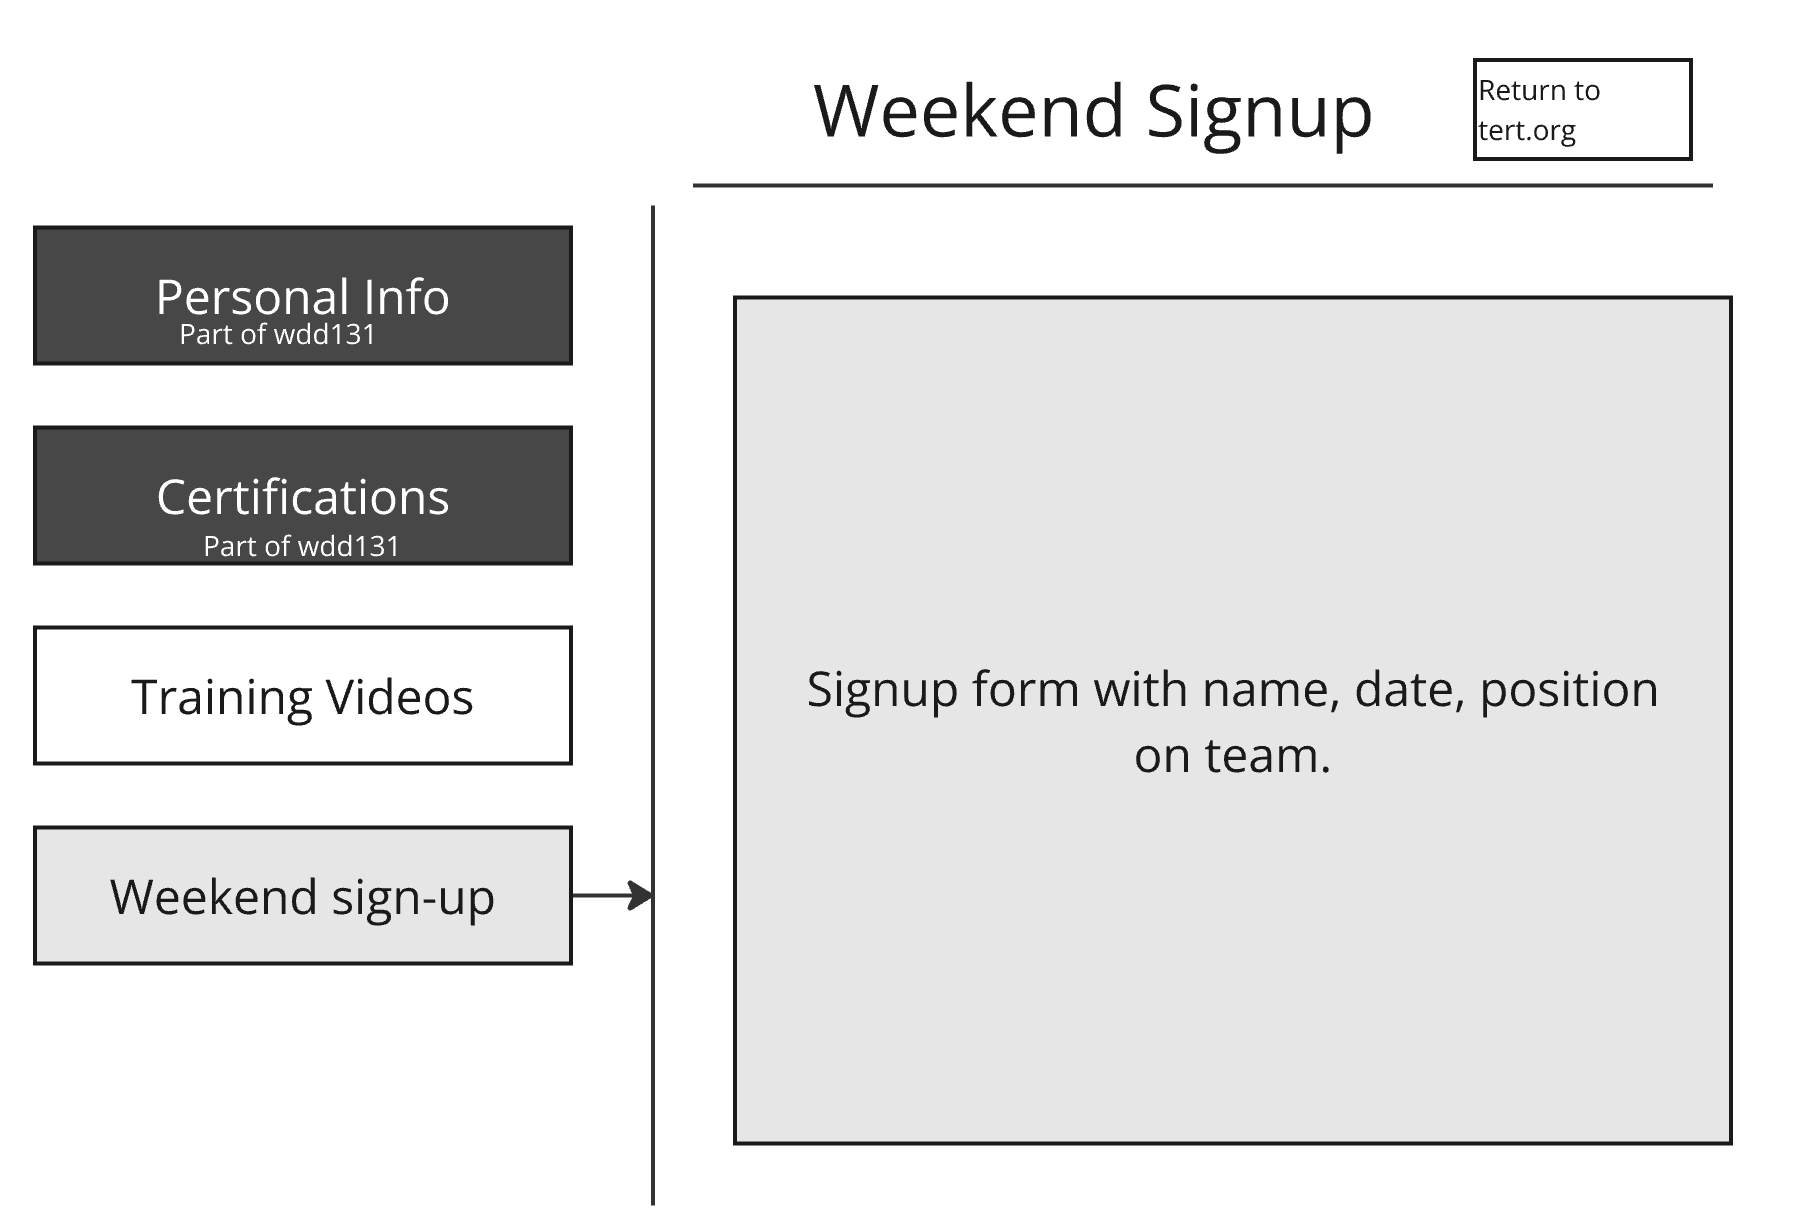 Weekend Signup
Return to
tert.org
Personal Info
Part of wdd131
Certifications
Part of wdd131
Training Videos
Weekend sign-up
Signup form with name, date, position
on team.